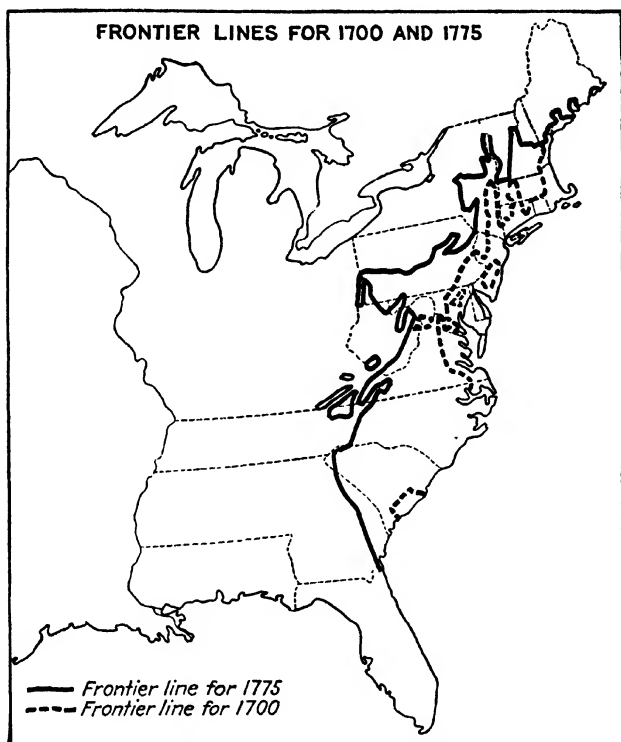 FRONTIER LINES FOR 1700 AND 1775
Frontier line for 1775
Frontier line for 1700